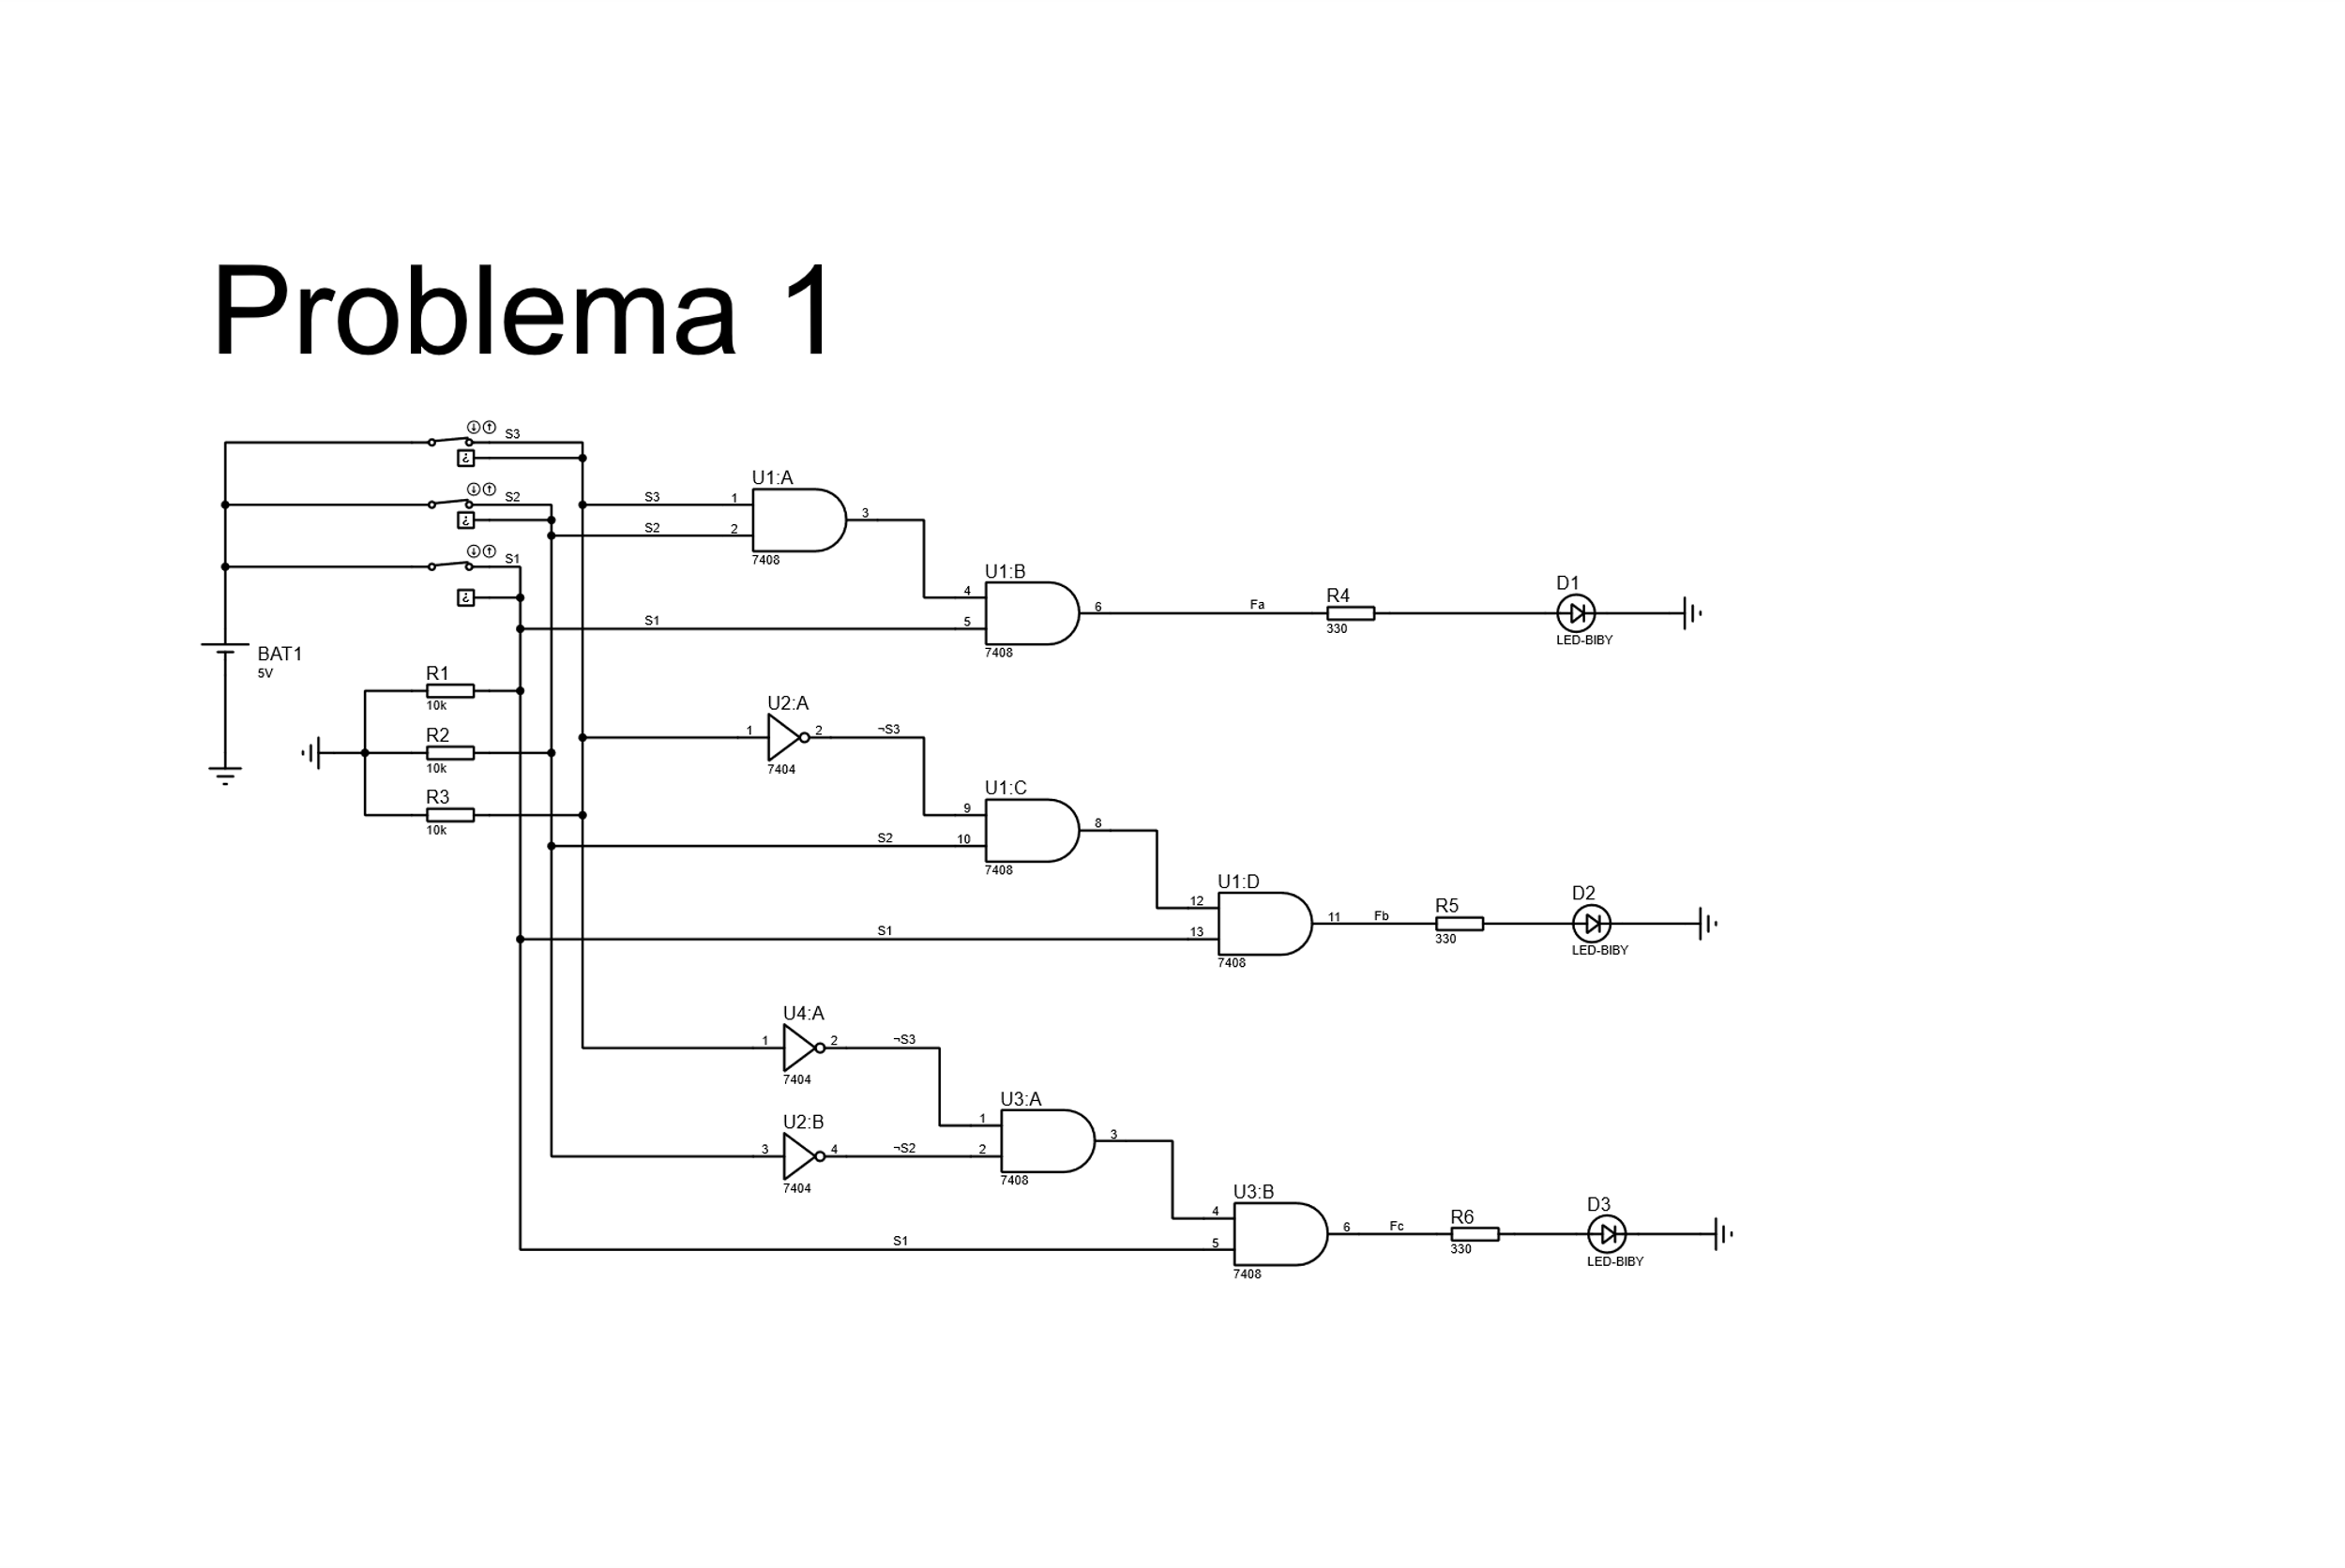 Problema 1
S3
¿
S2
¿
S1
¿
BAT1
5V
R1
10k
R2
10k
R3
10k
U1:A
S3 1
S2 2
3
7408
U1:B
4
S1 5
6
7408
Fa
R4
330
D1
LED-BIBY
U2:A
1
2
7404
¬S3
U1:C
9
S2 10
8
7408
U1:D
12
S1 13
11
7408
Fb
R5
330
D2
LED-BIBY
U4:A
1
2
7404
¬S3
U2:B
3
4
7404
¬S2
U3:A
1
2
3
7408
U3:B
4
S1 5
6
7408
Fc
R6
330
D3
LED-BIBY